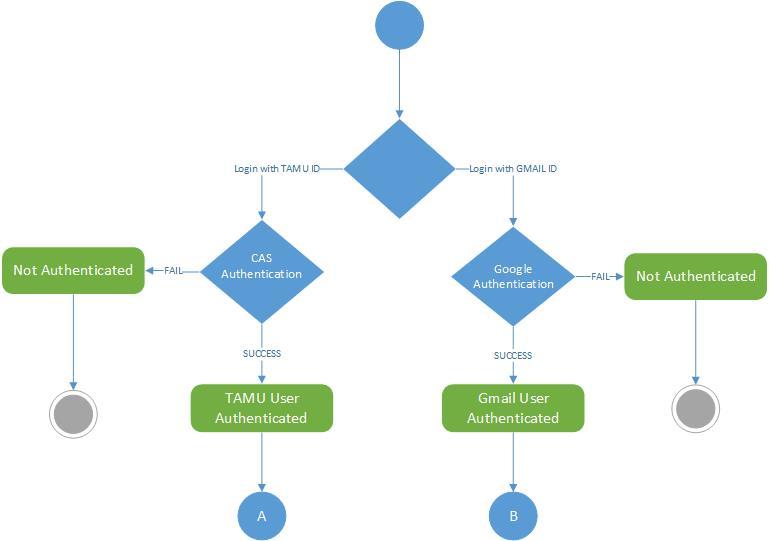 Login with TAMU ID
Login with GMAIL ID
CAS
Authentication
Google
Authentication
Not Authenticated
FAIL
FAIL
Not Authenticated
SUCCESS
SUCCESS
TAMU User
Authenticated
Gmail User
Authenticated
A
B